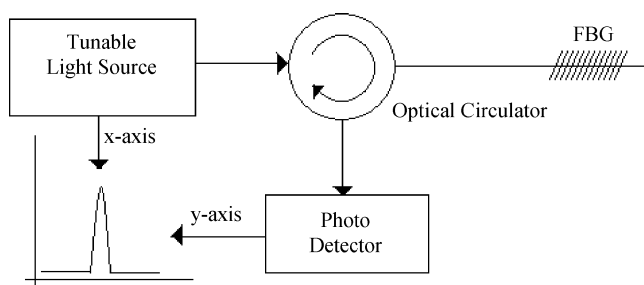 Tunable
Light Source
FBG
Optical Circulator
x-axis
y-axis
Photo
Detector